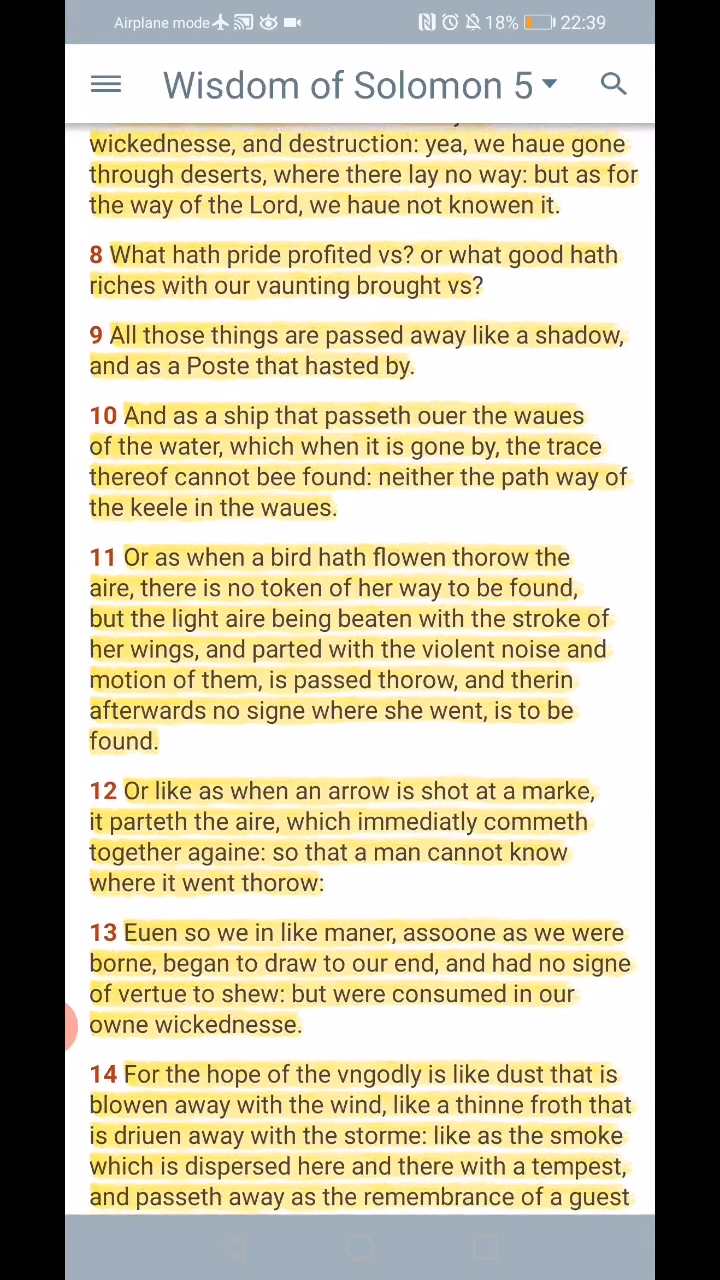 Airplane mode 18% 22:39
Wisdom of Solomon 5
wickednesse, and destruction: yea, we haue gone
through deserts, where there lay no way: but as for
the way of the Lord, we haue not knowen it.
8 What hath pride profited vs? or what good hath
riches with our vaunting brought vs?
9 All those things are passed away like a shadow,
and as a Poste that hasted by.
10 And as a ship that passeth ouer the waues
of the water, which when it is gone by, the trace
thereof cannot bee found: neither the path way of
the keele in the waues.
11 Or as when a bird hath flowen thorow the
aire, there is no token of her way to be found,
but the light aire being beaten with the stroke of
her wings, and parted with the violent noise and
motion of them, is passed thorow, and therin
afterwards no signe where she went, is to be
found.
12 Or like as when an arrow is shot at a marke,
it parteth the aire, which immediatly commeth
together againe: so that a man cannot know
where it went thorow:
13 Euen so we in like maner, assoone as we were
borne, began to draw to our end, and had no signe
of vertue to shew: but were consumed in our
owne wickednesse.
14 For the hope of the vngodly is like dust that is
blowen away with the wind, like a thinne froth that
is driuen away with the storme: like as the smoke
which is dispersed here and there with a tempest,
and passeth away as the remembrance of a guest